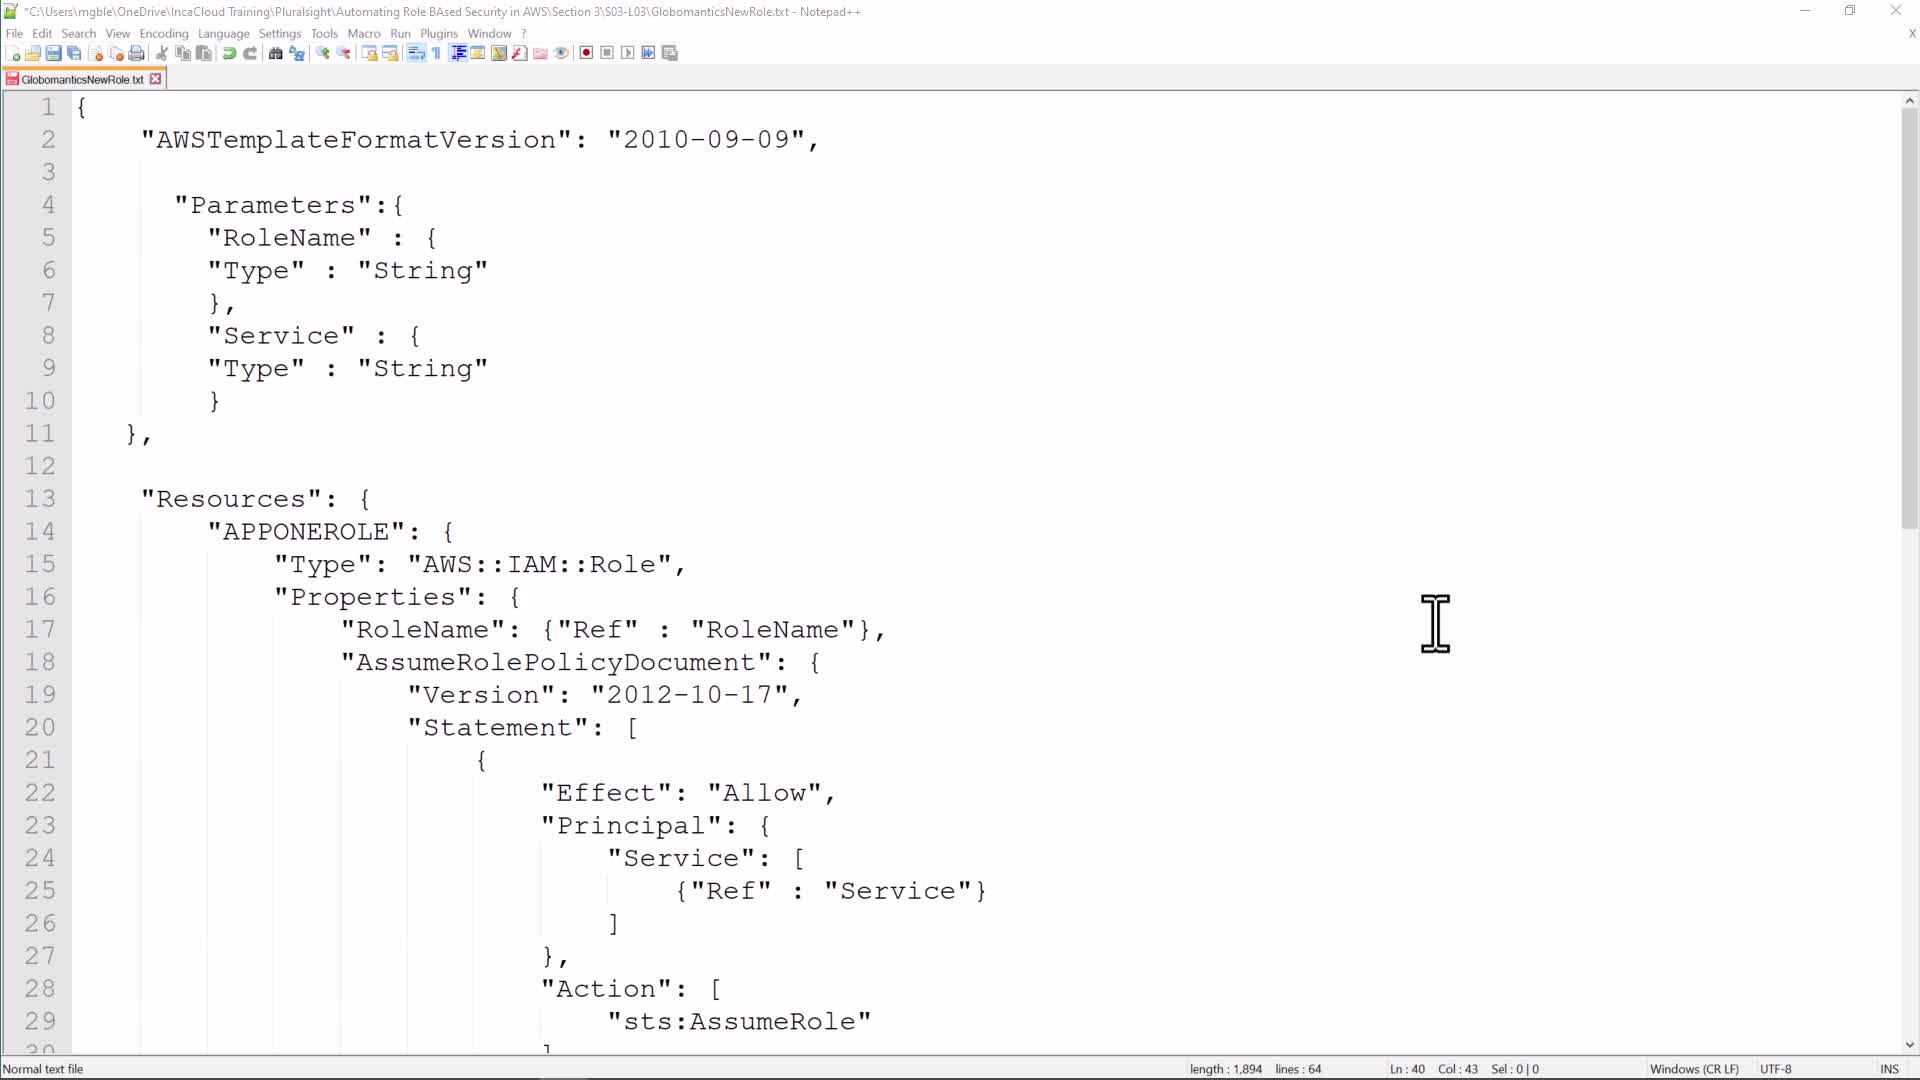 *C:\Users\mgble\OneDrive\IncaCloud Training\Pluralsight\Automating Role BAsed Security in AWS\Section 3\S03-L03\GlobomanticsNewRole.txt - Notepad++
File Edit Search View Encoding Language Settings Tools Macro Run Plugins Window ? X
GlobomanticsNewRole.txt
1 {
2 "AWSTemplateFormatVersion": "2010-09-09",
3
4 "Parameters":{
5 "RoleName" : {
6 "Type" : "String"
7 },
8 "Service" : {
9 "Type" : "String"
10 }
11 },
12
13 "Resources": {
14 "APPONEROLE": {
15 "Type": "AWS::IAM::Role",
16 "Properties": {
17 "RoleName": {"Ref" : "RoleName"},
18 "AssumeRolePolicyDocument": {
19 "Version": "2012-10-17",
20 "Statement": [
21 {
22 "Effect": "Allow",
23 "Principal": {
24 "Service": [
25 {"Ref" : "Service"}
26 ]
27 },
28 "Action": [
29 "sts:AssumeRole"
30 ]
Normal text file length : 1,894 lines : 64 Ln : 40 Col : 43 Sel : 0 | 0 Windows (CR LF) UTF-8 INS